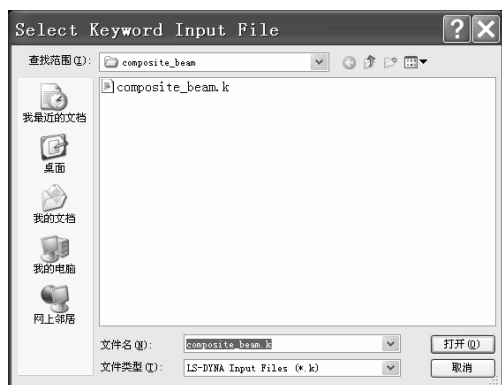 Select Keyword Input File
查找范围(I): composite_beam
composite_beam.k
我最近的文档
桌面
我的文档
我的电脑
网上邻居
文件名(N): composite_beam.k 打开(O)
文件类型(T): LS-DYNA Input Files (*.k) 取消